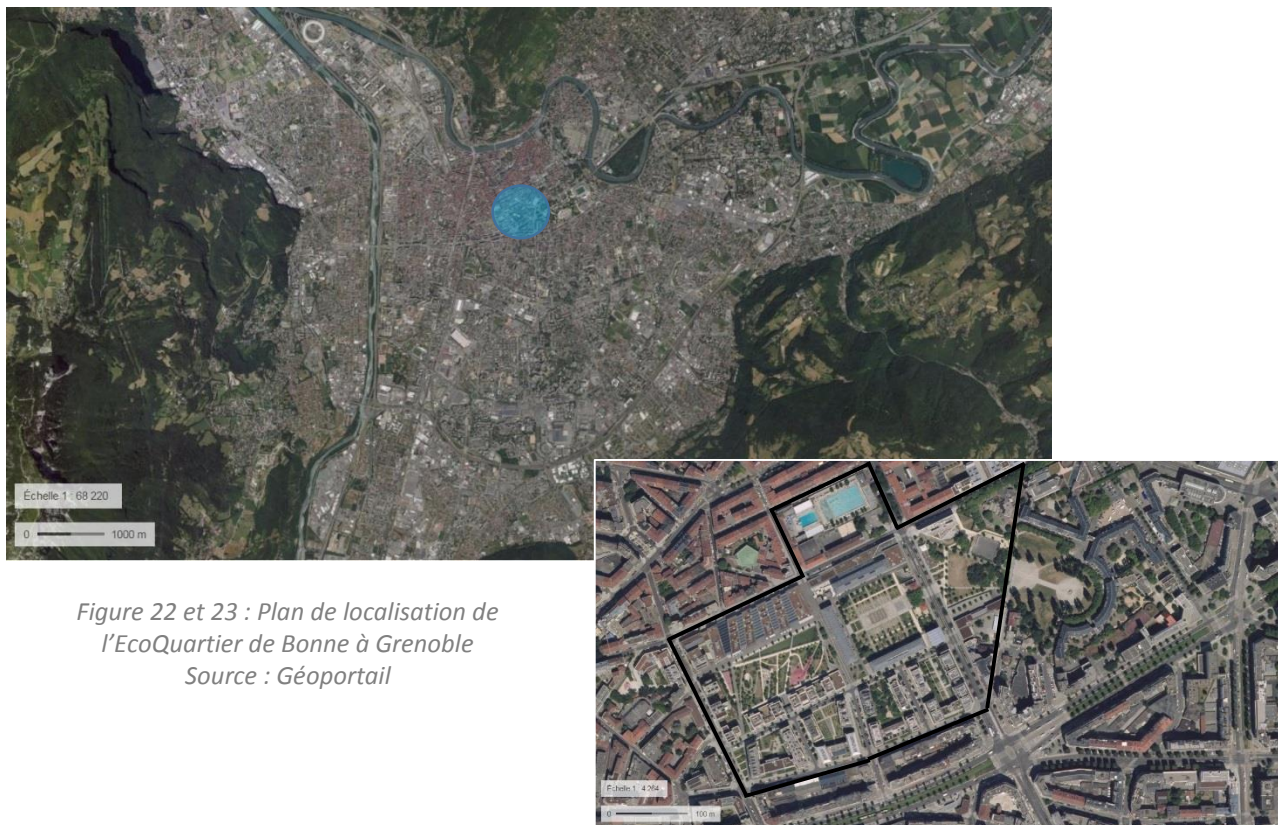 Échelle 1 : 68 220
0 1000 m
Figure 22 et 23 : Plan de localisation de
l'EcoQuartier de Bonne à Grenoble
Source : Géoportail
Échelle 1 : 4 264
0 100 m